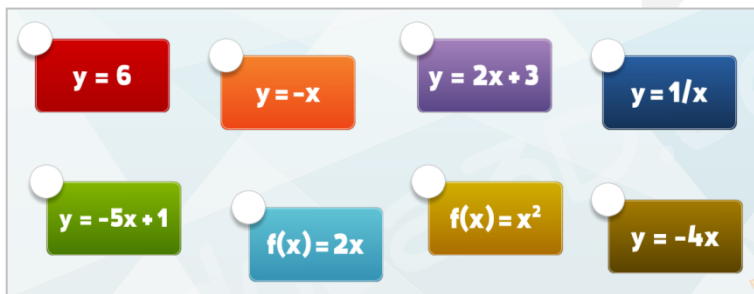 y = 6
y = -x
y = 2x + 3
y = 1/x
y = -5x + 1
f(x) = 2x
f(x) = x²
y = -4x